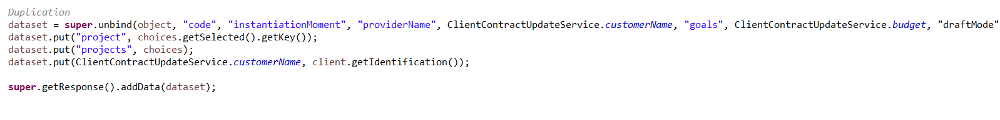 Duplication
dataset = super.unbind(object, "code", "instantiationMoment", "providerName", ClientContractUpdateService.customerName, "goals", ClientContractUpdateService.budget, "draftMode"
dataset.put("project", choices.getSelected().getKey());
dataset.put("projects", choices);
dataset.put(ClientContractUpdateService.customerName, client.getIdentification());
super.getResponse().addData(dataset);